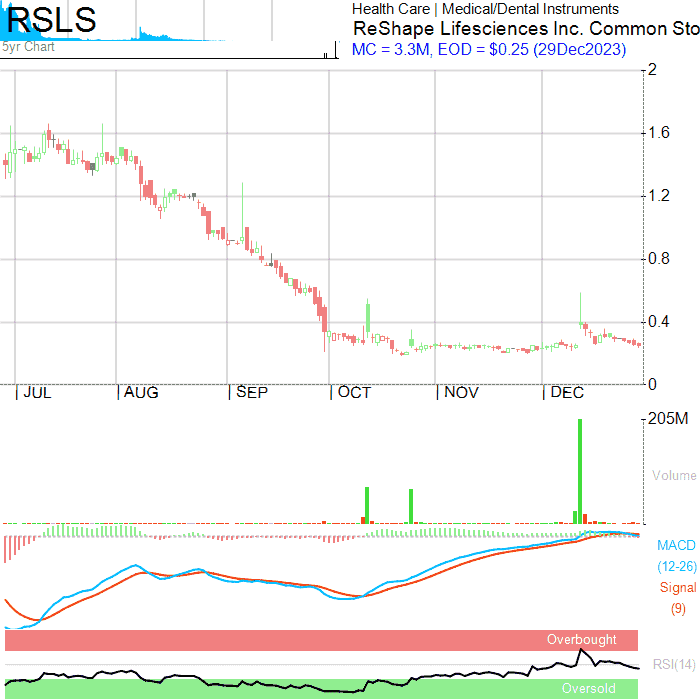 RSLS
5yr Chart
Health Care | Medical/Dental Instruments
ReShape Lifesciences Inc. Common Sto
MC = 3.3M, EOD = $0.25 (29Dec2023)
2
1.6
1.2
0.8
0.4
0
JUL AUG SEP OCT NOV DEC
205M
Volume
MACD
(12-26)
Signal
(9)
Overbought
RSI(14)
Oversold